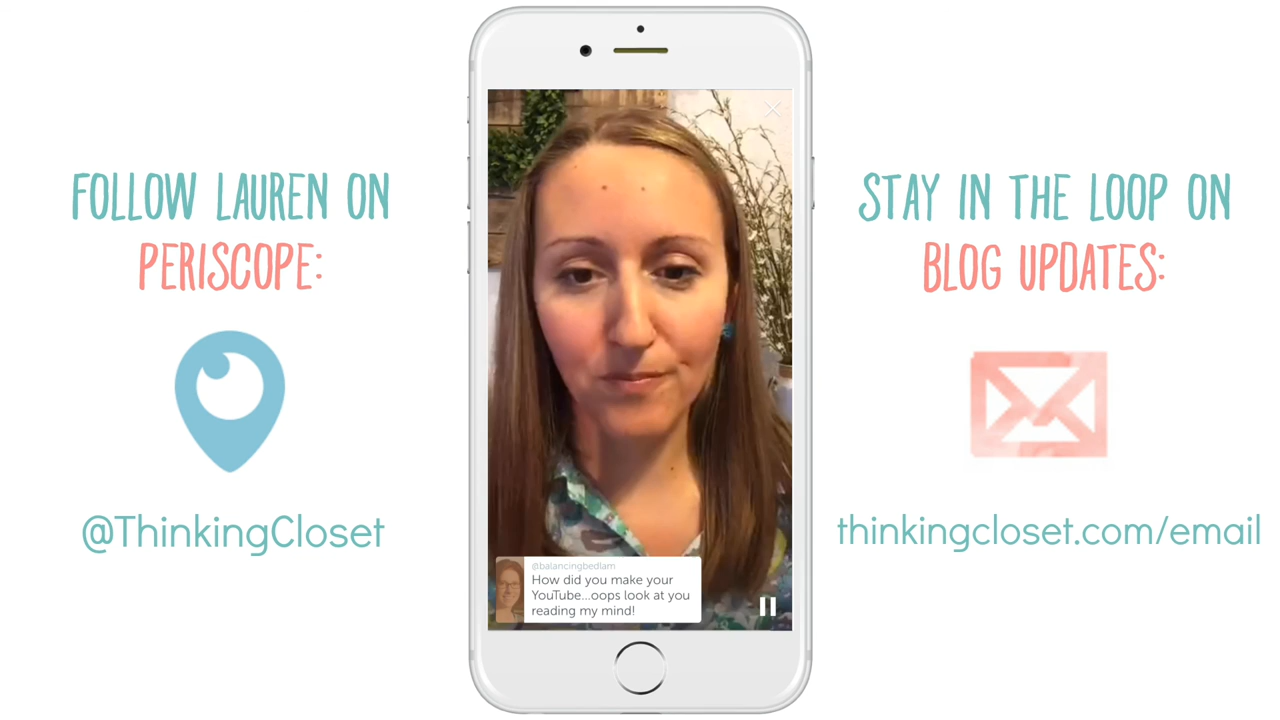 FOLLOW LAUREN ON
PERISCOPE:
@ThinkingCloset
@balancingbedlam
How did you make your
YouTube...oops look at you
reading my mind!
STAY IN THE LOOP ON
BLOG UPDATES:
thinkingcloset.com/email